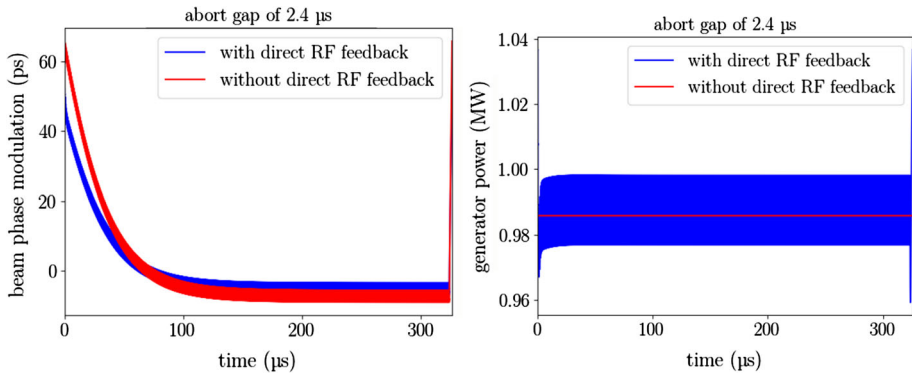 abort gap of 2.4 µs
with direct RF feedback
without direct RF feedback
beam phase modulation (ps)
60
40
20
0
0
100
200
300
time (µs)
abort gap of 2.4 µs
with direct RF feedback
without direct RF feedback
generator power (MW)
1.04
1.02
1.00
0.98
0.96
0
100
200
300
time (µs)